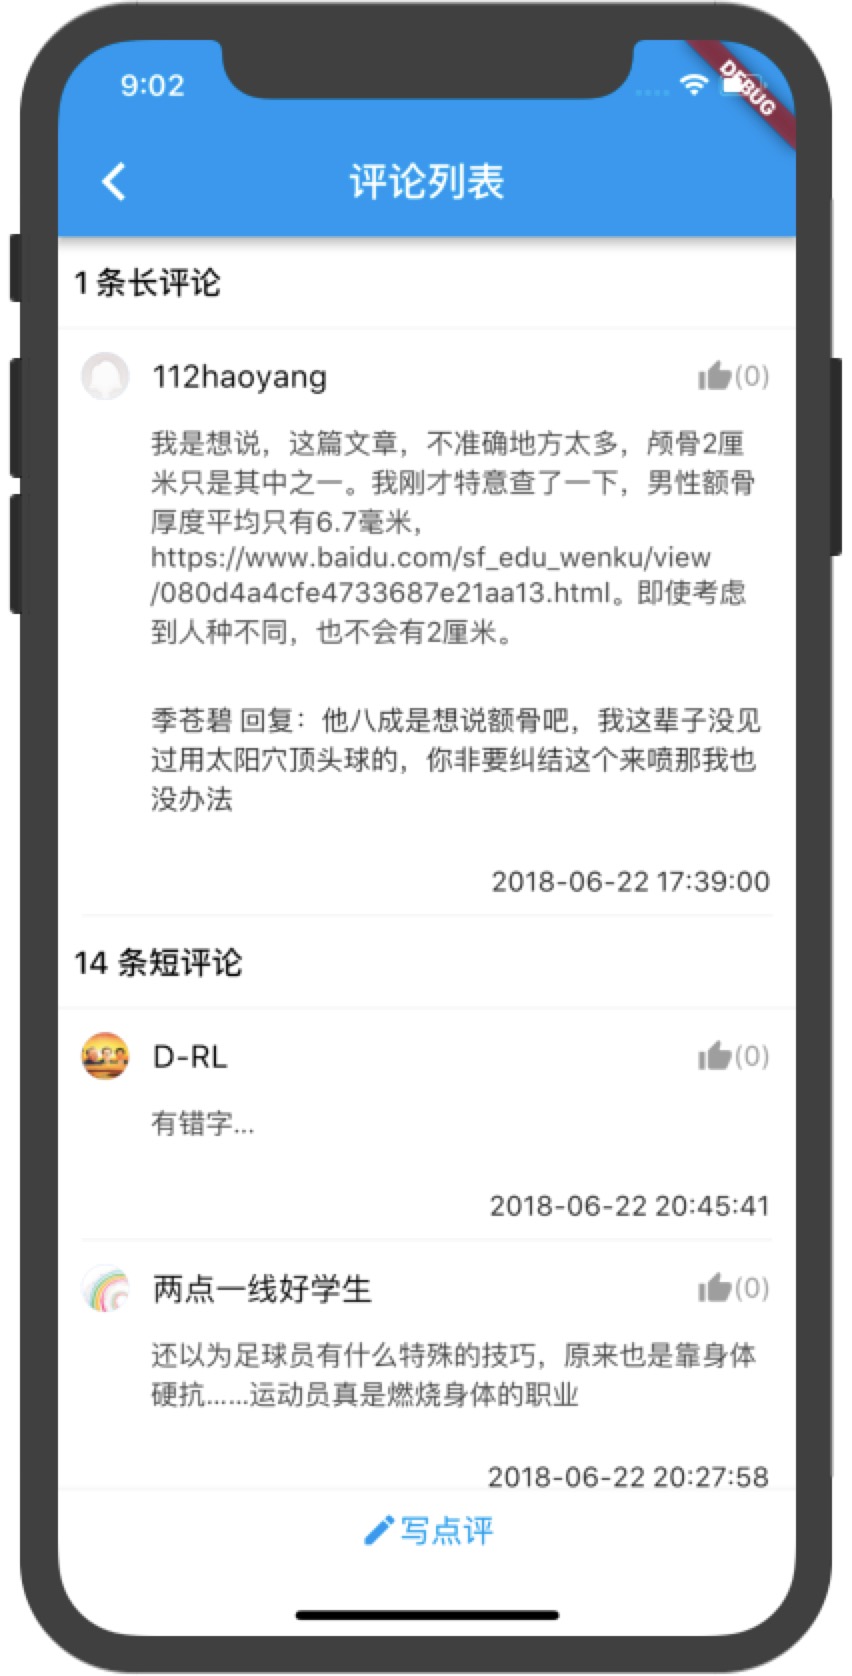 9:02
DEBUG
评论列表
1 条长评论
112haoyang
(0)
我是想说，这篇文章，不准确地方太多，颅骨2厘
米只是其中之一。我刚才特意查了一下，男性额骨
厚度平均只有6.7毫米，
https://www.baidu.com/sf_edu_wenku/view
/080d4a4cfe4733687e21aa13.html。即使考虑
到人种不同，也不会有2厘米。
季苍碧 回复：他八成是想说额骨吧，我这辈子没见
过用太阳穴顶头球的，你非要纠结这个来喷那我也
没办法
2018-06-22 17:39:00
14 条短评论
D-RL
(0)
有错字...
2018-06-22 20:45:41
两点一线好学生
(0)
还以为足球员有什么特殊的技巧，原来也是靠身体
硬抗......运动员真是燃烧身体的职业
2018-06-22 20:27:58
写点评